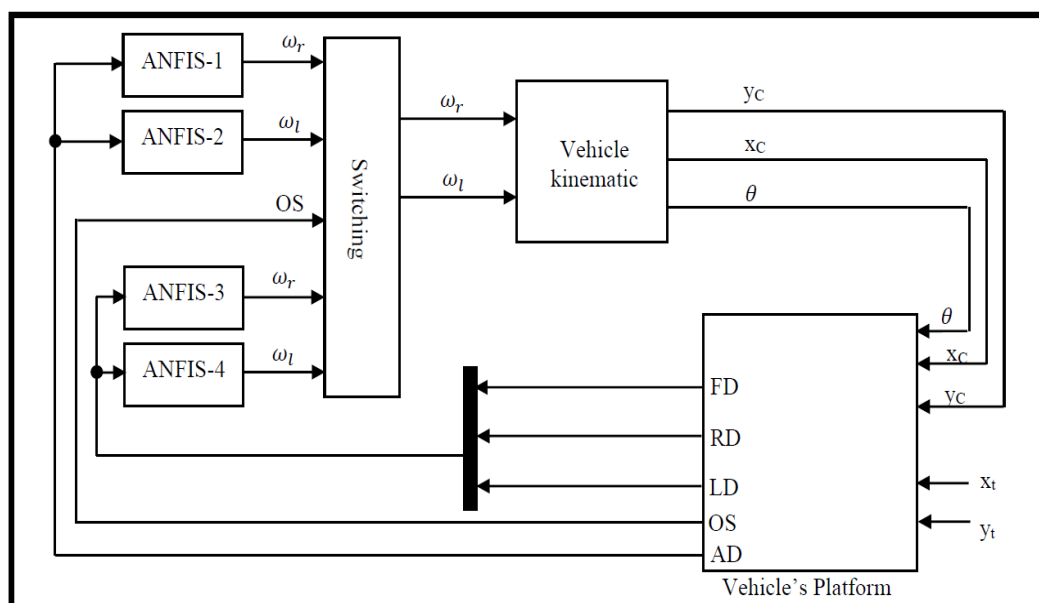 ANFIS-1
ωr
ANFIS-2
ωl
OS
ANFIS-3
ωr
ANFIS-4
ωl
Switching
ωr
ωl
Vehicle
kinematic
yC
xC
θ
θ
xC
yC
xt
yt
FD
RD
LD
OS
AD
Vehicle’s Platform